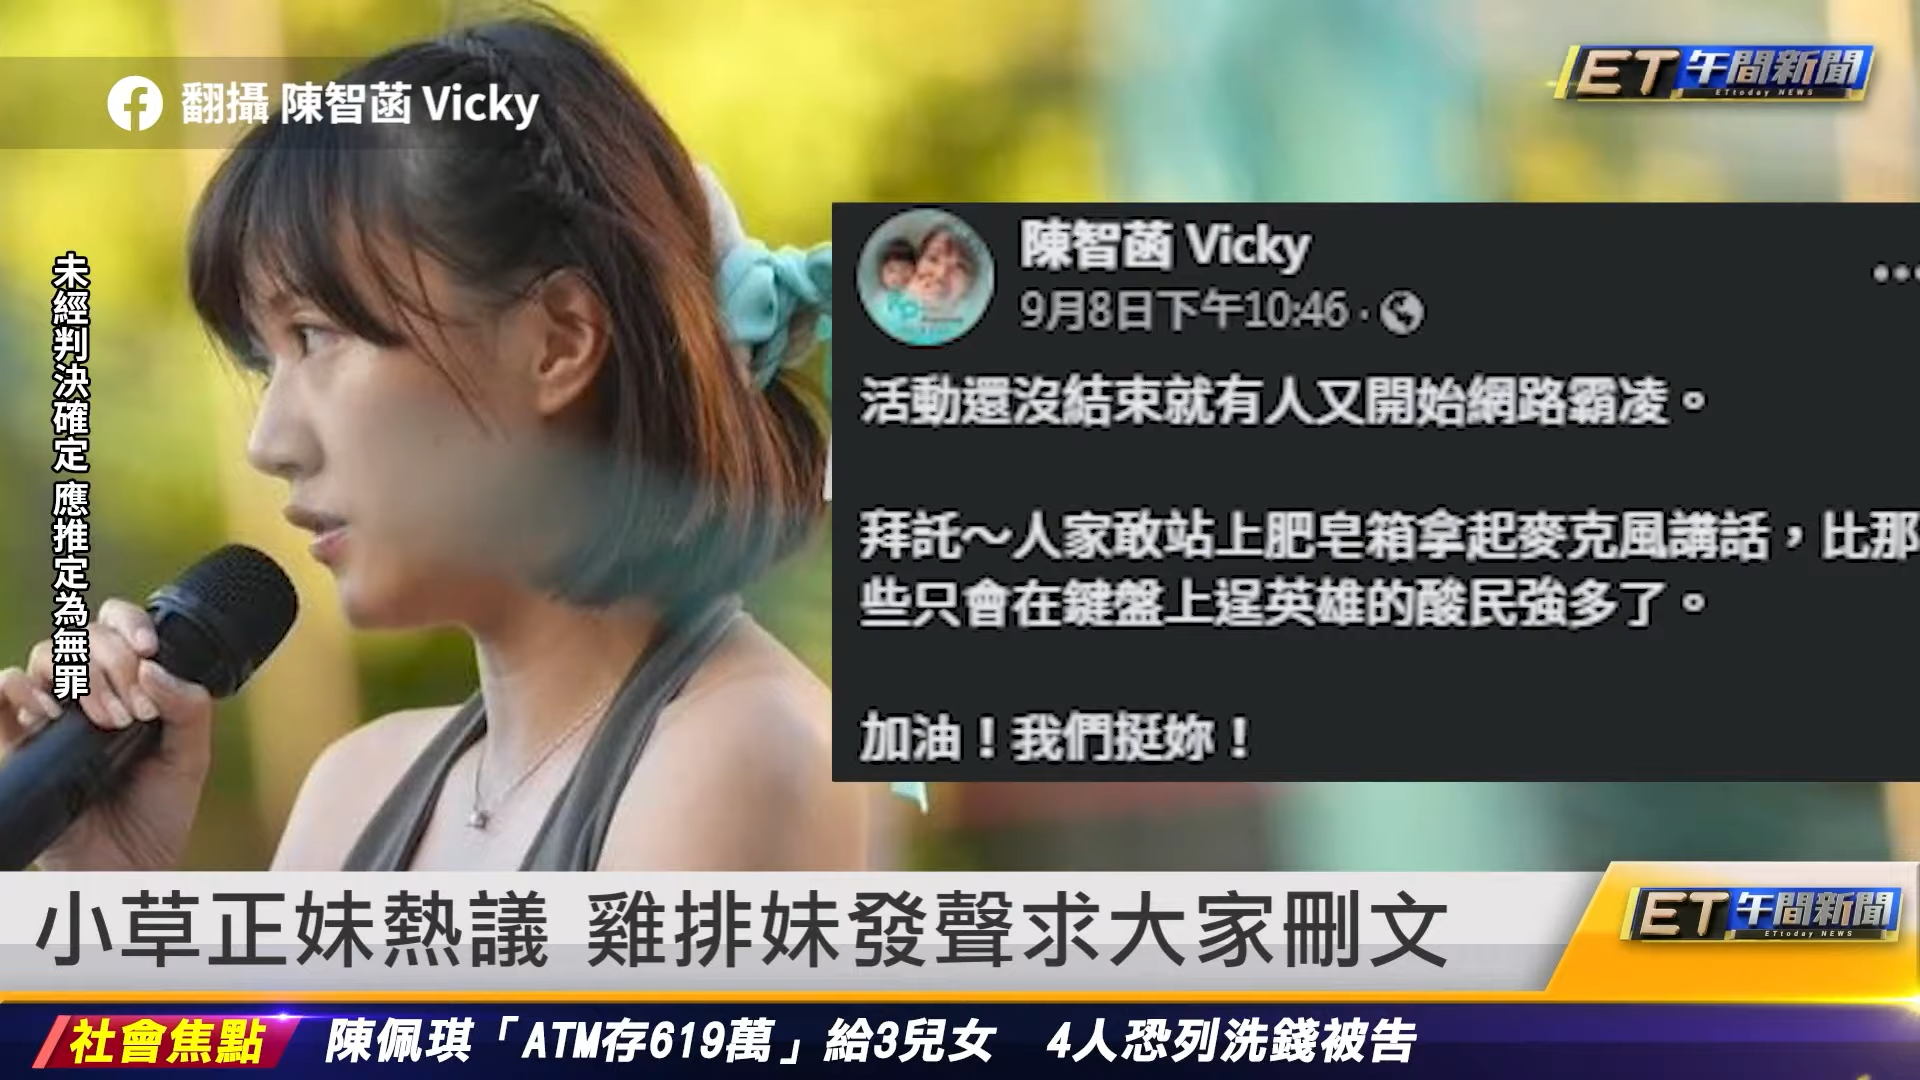 翻攝 陳智菡 Vicky
ET午間新聞
ETtoday NEWS
未經判決確定 應推定為無罪
陳智菡 Vicky
9月8日下午10:46 ·
活動還沒結束就有人又開始網路霸凌。
拜託～人家敢站上肥皂箱拿起麥克風講話，比那
些只會在鍵盤上逞英雄的酸民強多了。
加油！我們挺妳！
小草正妹熱議 雞排妹發聲求大家刪文
ET午間新聞
ETtoday NEWS
社會焦點 陳佩琪「ATM存619萬」給3兒女 4人恐列洗錢被告